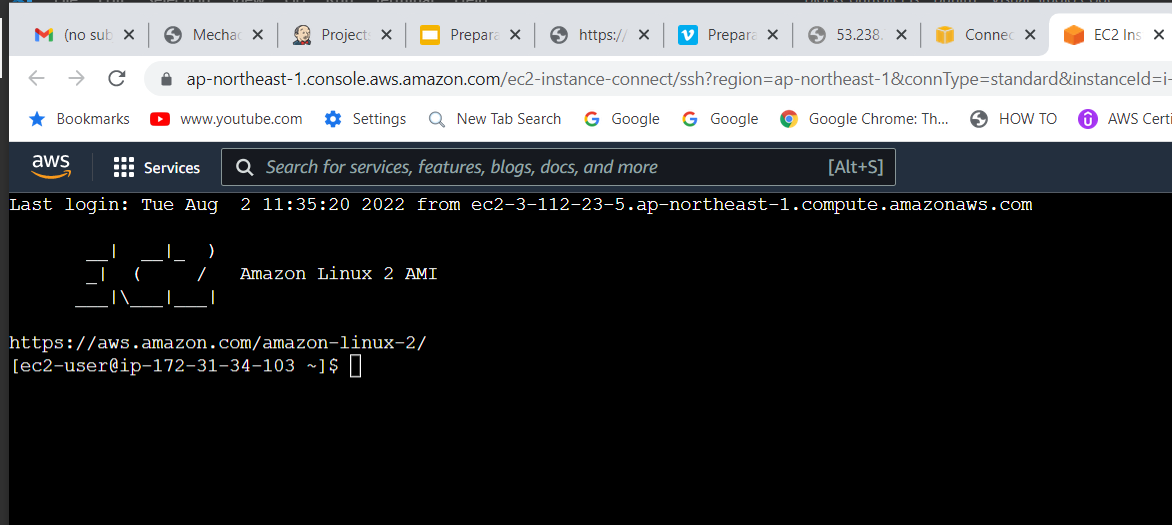 (no sub
Mechac
Project:
Prepara
https://
Prepara
53.238.
Connec
EC2 Ins
ap-northeast-1.console.aws.amazon.com/ec2-instance-connect/ssh?region=ap-northeast-1&connType=standard&instanceId=i-
Bookmarks
www.youtube.com
Settings
New Tab Search
Google
Google
Google Chrome: Th...
HOW TO
AWS Certi
aws
Services
Search for services, features, blogs, docs, and more
[Alt+S]
Last login: Tue Aug  2 11:35:20 2022 from ec2-3-112-23-5.ap-northeast-1.compute.amazonaws.com
       __|  __|_  )
       _|  (     /   Amazon Linux 2 AMI
      ___|\___|___|
https://aws.amazon.com/amazon-linux-2/
[ec2-user@ip-172-31-34-103 ~]$